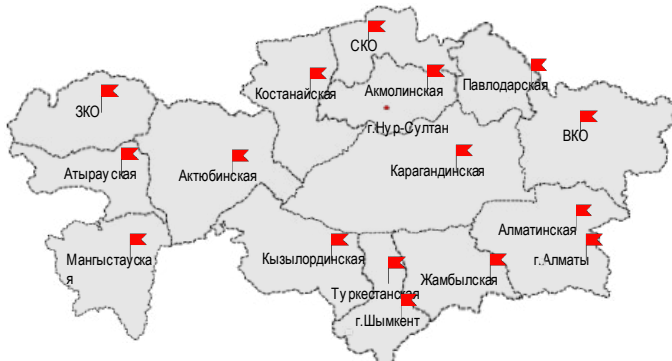 СКО
Костанайская
Акмолинская
Павлодарская
ЗКО
г.Нур-Султан
ВКО
Атырауская
Актюбинская
Карагандинская
Алматинская
Мангыстауска
я
Кызылординская
г.Алматы
Туркестанская
Жамбылская
г.Шымкент